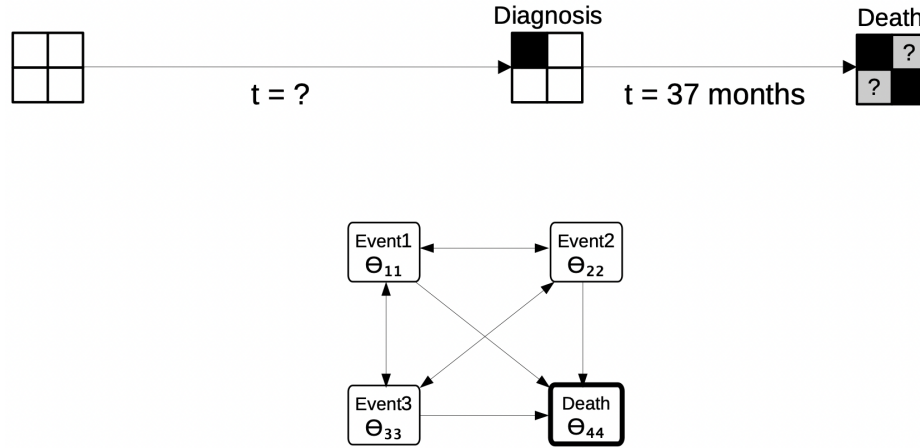 Diagnosis
Death
?
?
t = ?
t = 37 months
Event1
Θ₁₁
Event2
Θ₂₂
Event3
Θ₃₃
Death
Θ₄₄